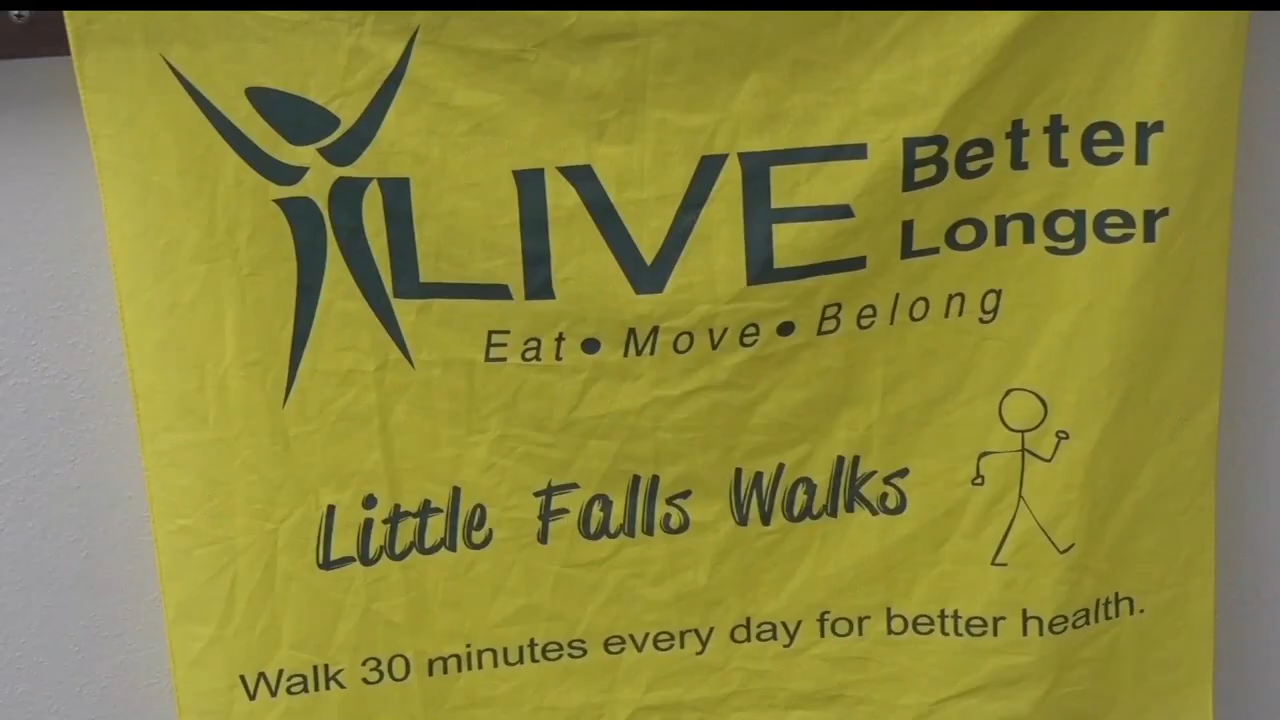 LIVE Better
Longer
Eat • Move • Belong
Little Falls Walks
Walk 30 minutes every day for better health.